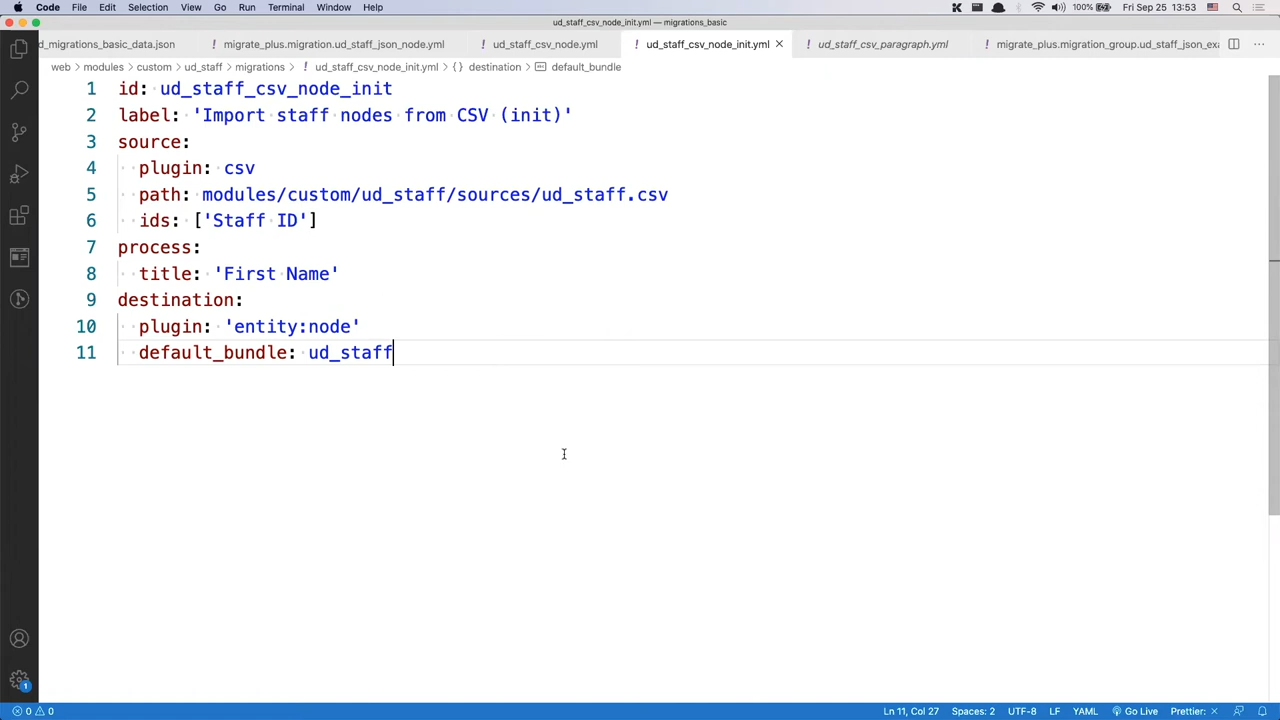 Code File Edit Selection View Go Run Terminal Window Help 100% Fri Sep 25 13:53
ud_staff_csv_node_init.yml — migrations_basic
d_migrations_basic_data.json migrate_plus.migration.ud_staff_json_node.yml ud_staff_csv_node.yml ud_staff_csv_node_init.yml ud_staff_csv_paragraph.yml migrate_plus.migration_group.ud_staff_json_exa
web > modules > custom > ud_staff > migrations > ud_staff_csv_node_init.yml > {} destination > default_bundle
1 id: ud_staff_csv_node_init
2 label: 'Import staff nodes from CSV (init)'
3 source:
4 plugin: csv
5 path: modules/custom/ud_staff/sources/ud_staff.csv
6 ids: ['Staff ID']
7 process:
8 title: 'First Name'
9 destination:
10 plugin: 'entity:node'
11 default_bundle: ud_staff
1
0 0 Ln 11, Col 27 Spaces: 2 UTF-8 LF YAML Go Live Prettier: ×